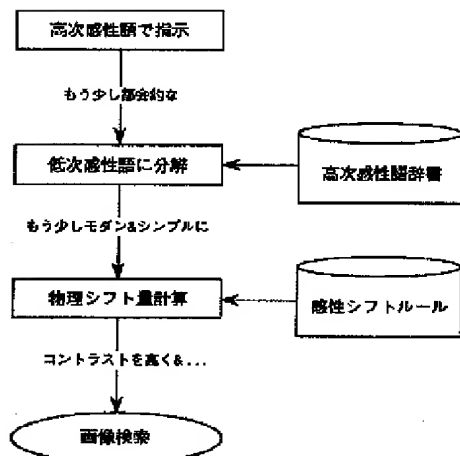 高次感性語で指示
もう少し都会的な
低次感性語に分解
高次感性語辞書
もう少しモダン&シンプルに
物理シフト量計算
感性シフトルール
コントラストを高く&...
画像検索